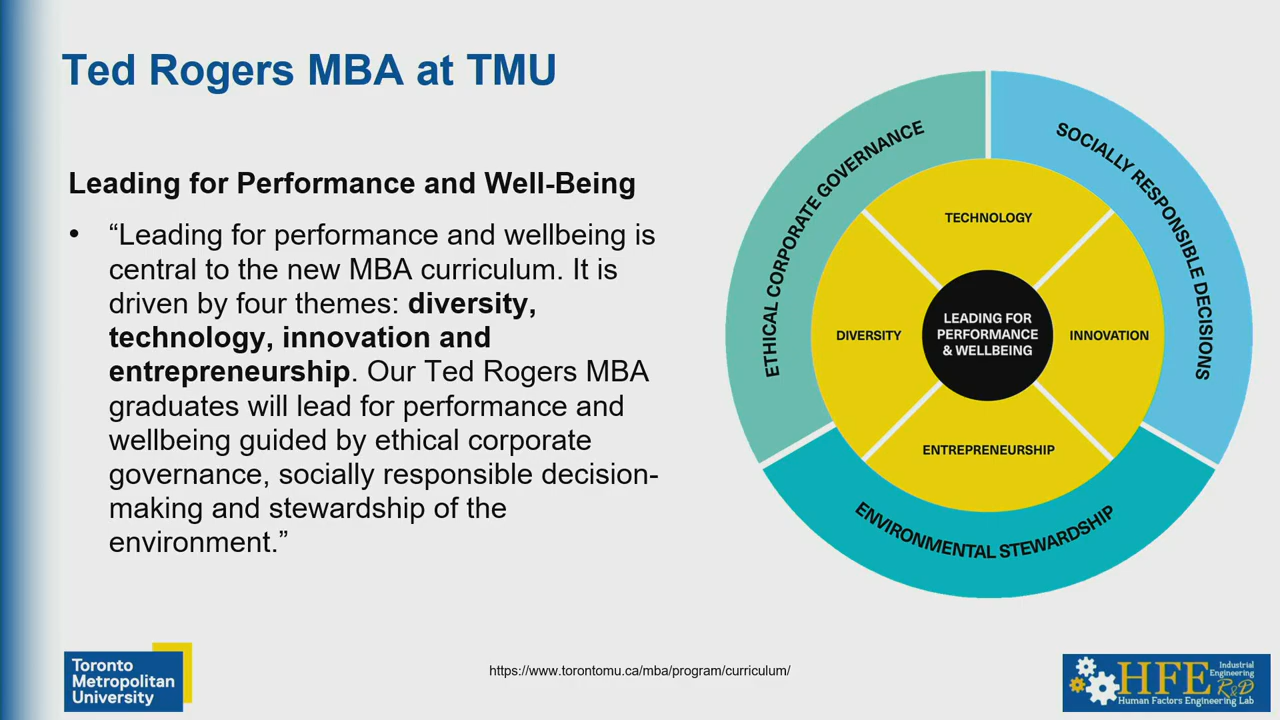 Ted Rogers MBA at TMU
Leading for Performance and Well-Being
• “Leading for performance and wellbeing is
central to the new MBA curriculum. It is
driven by four themes: diversity,
technology, innovation and
entrepreneurship. Our Ted Rogers MBA
graduates will lead for performance and
wellbeing guided by ethical corporate
governance, socially responsible decision-
making and stewardship of the
environment.”
ETHICAL CORPORATE GOVERNANCE
SOCIALLY RESPONSIBLE DECISIONS
TECHNOLOGY
DIVERSITY
LEADING FOR
PERFORMANCE
& WELLBEING
INNOVATION
ENTREPRENEURSHIP
ENVIRONMENTAL STEWARDSHIP
Toronto
Metropolitan
University
https://www.torontomu.ca/mba/program/curriculum/
HFE Industrial
Engineering
R&D
Human Factors Engineering Lab